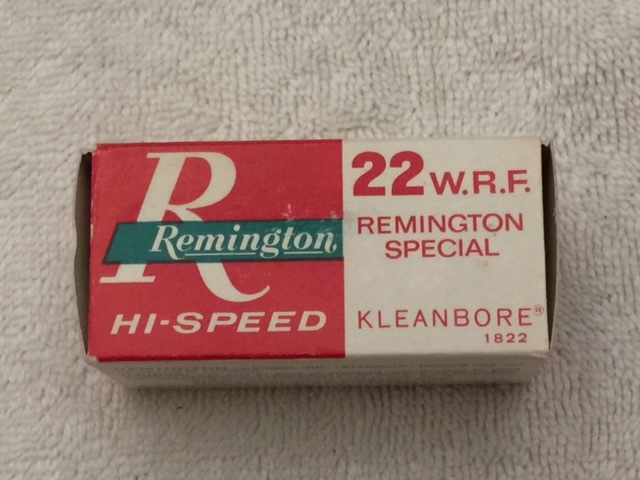 R
Remington
HI-SPEED
22 W.R.F.
REMINGTON
SPECIAL
KLEANBORE®
1822